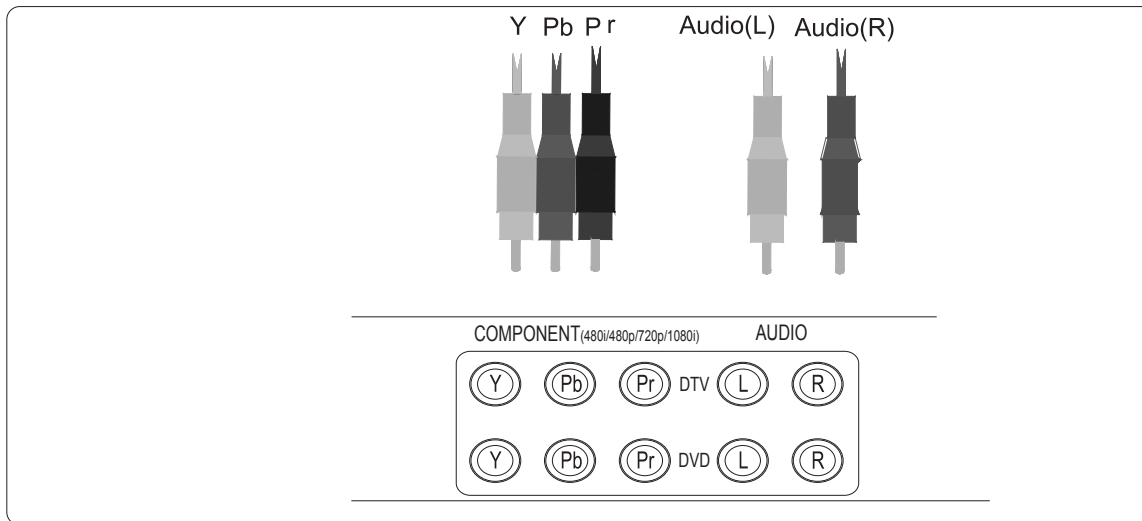 Y Pb Pr Audio(L) Audio(R)
COMPONENT(480i/480p/720p/1080i) AUDIO
Y Pb Pr DTV L R
Y Pb Pr DVD L R